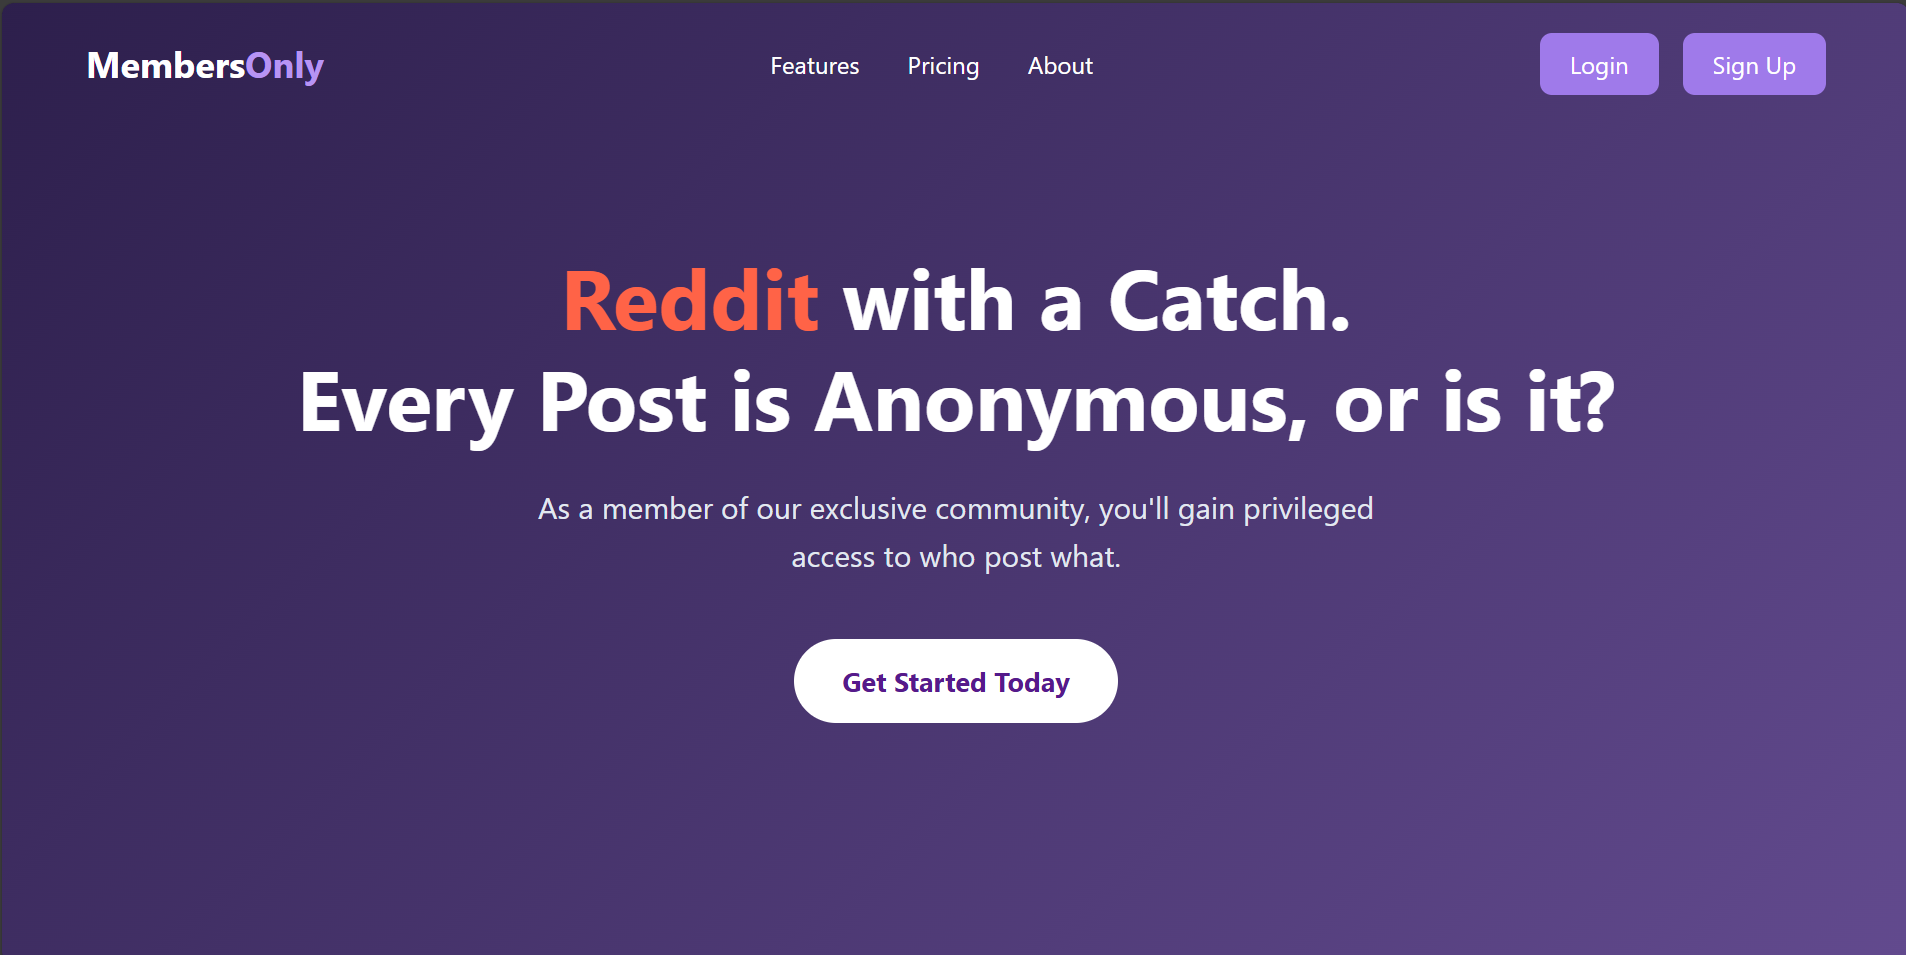 MembersOnly
Features
Pricing
About
Login
Sign Up
Reddit with a Catch.
Every Post is Anonymous, or is it?
As a member of our exclusive community, you'll gain privileged
access to who post what.
Get Started Today